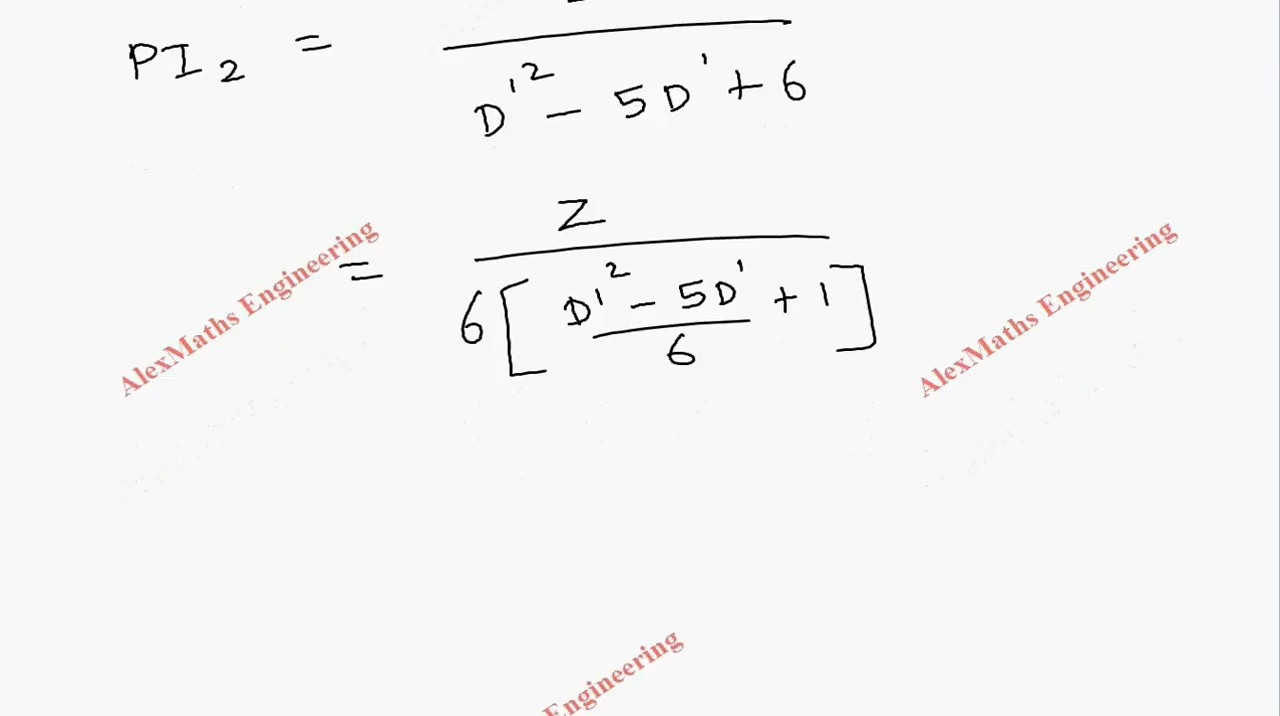 PI₂ = 
D'² - 5D' + 6
= z / 6[ (D'² - 5D')/6 + 1 ]
AlexMaths Engineering
AlexMaths Engineering
Engineering